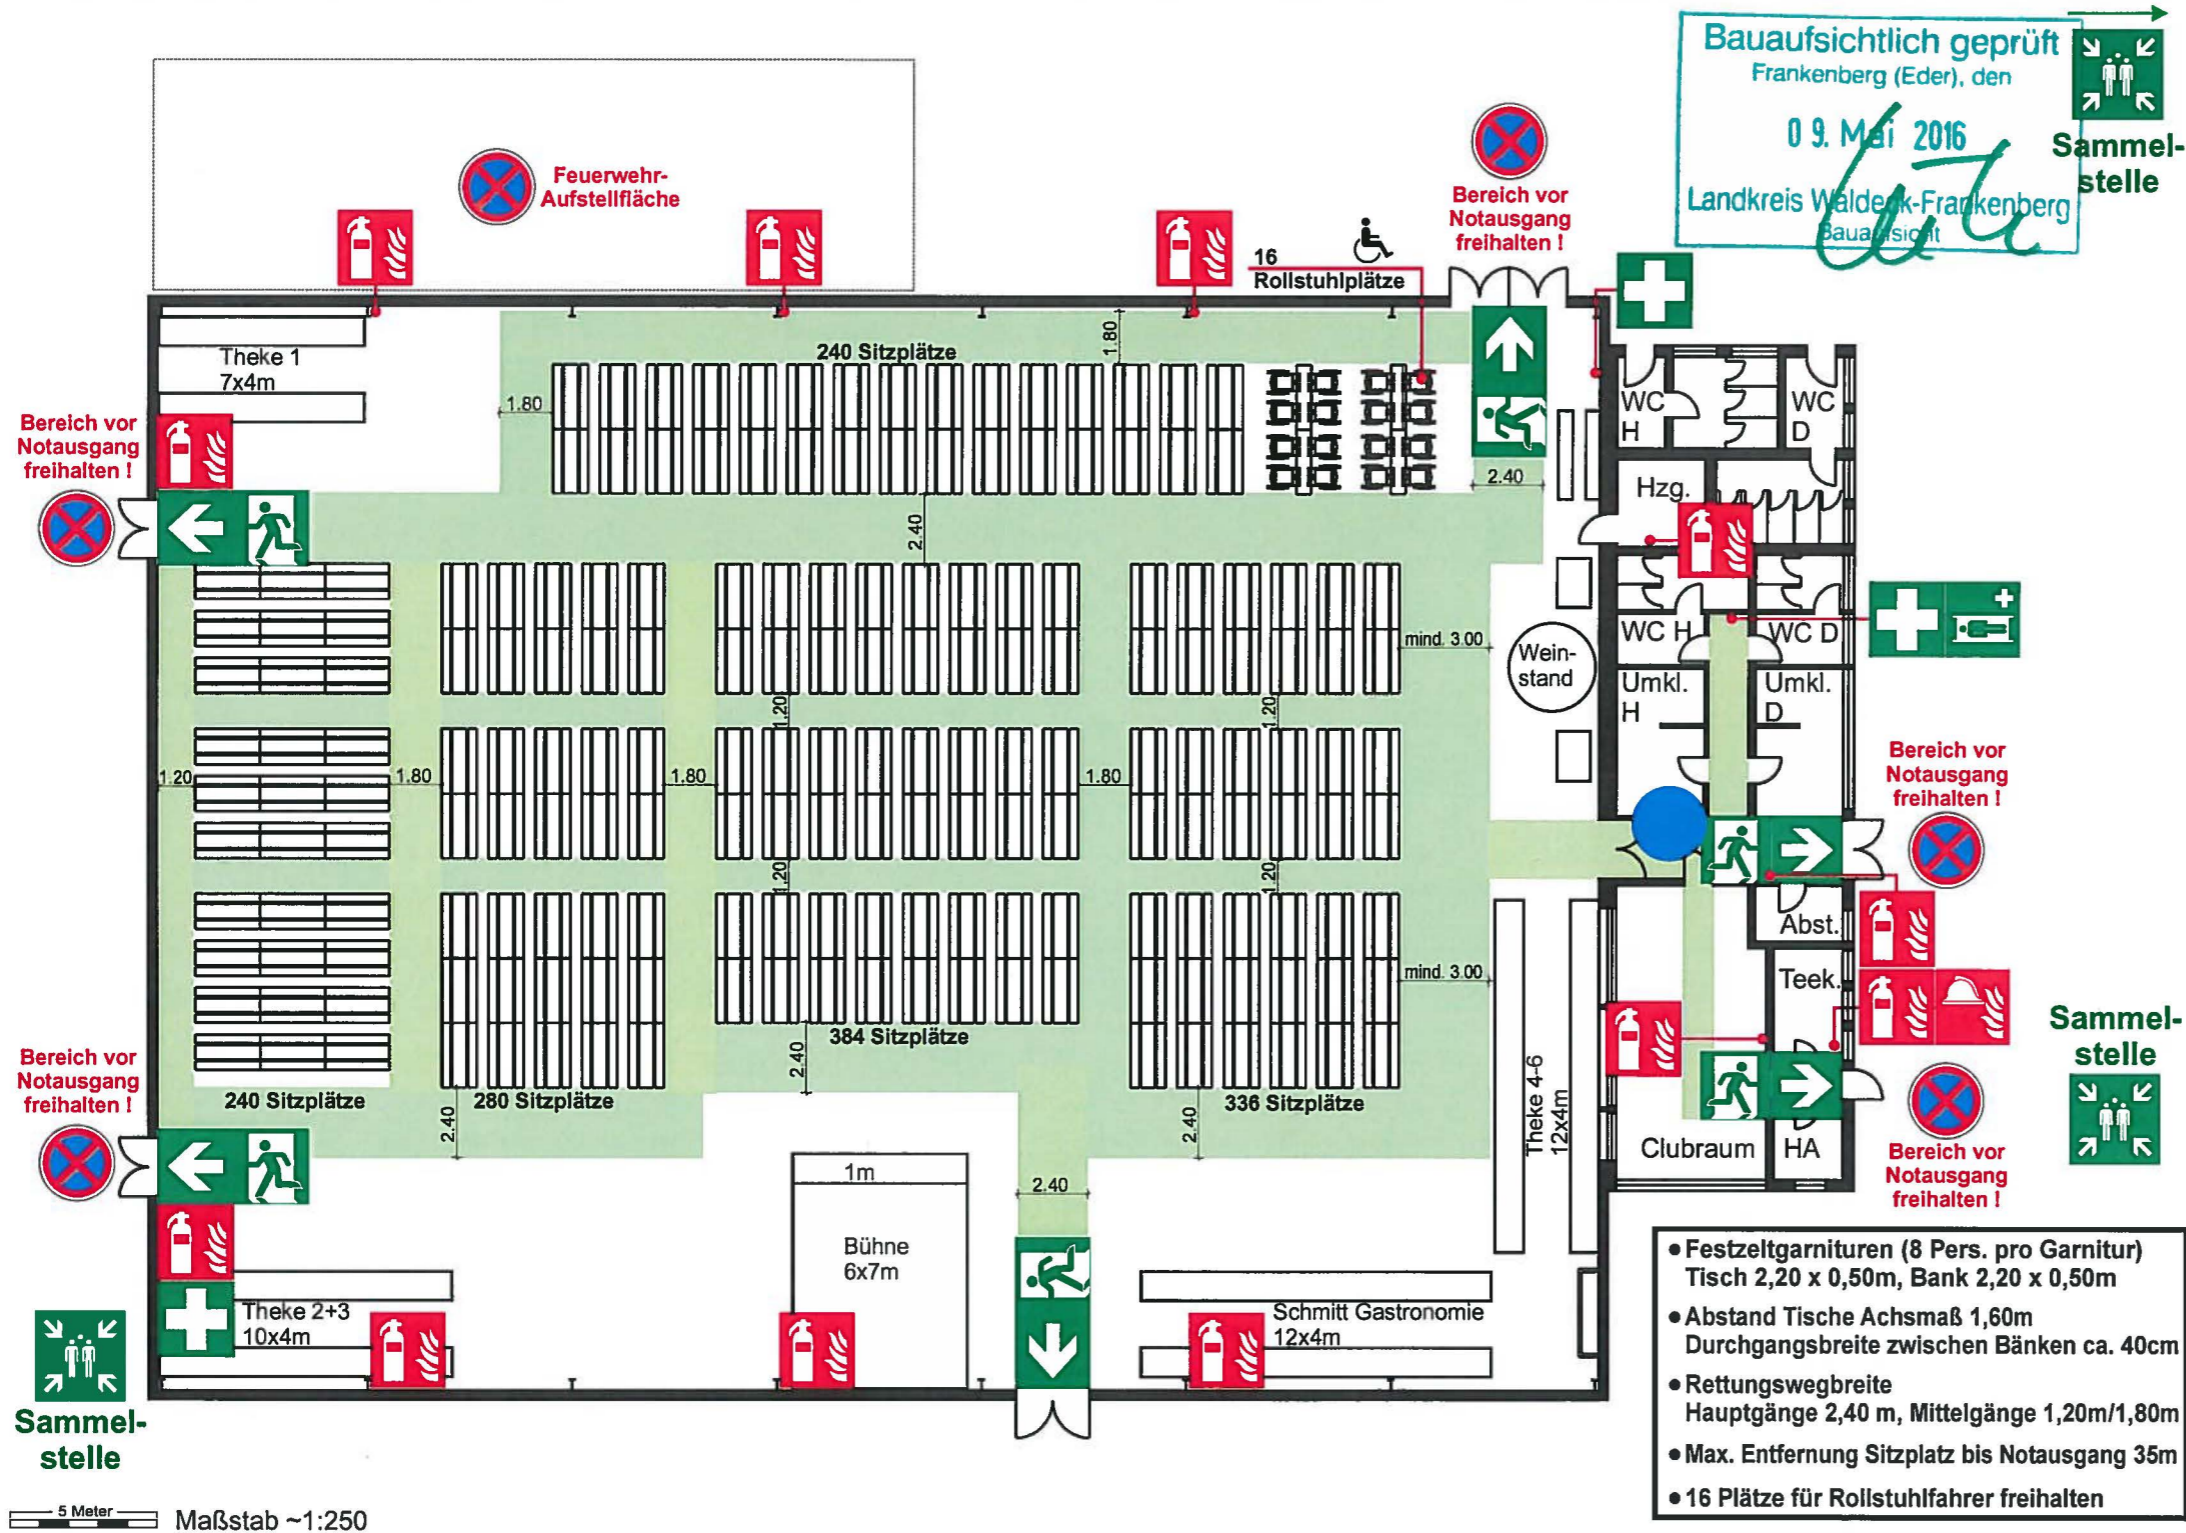 Bauaufsichtlich geprüft
Frankenberg (Eder), den
09. Mai 2016
Landkreis Waldeck-Frankenberg
Bauaufsicht
Sammel-
stelle
Feuerwehr-
Aufstellfläche
Bereich vor
Notausgang
freihalten !
16
Rollstuhlplätze
Theke 1
7x4m
240 Sitzplätze
1.80
1.80
WC
H
WC
D
Bereich vor
Notausgang
freihalten !
2.40
Hzg.
2.40
mind. 3.00
Wein-
stand
WC H
WC D
Umkl.
H
Umkl.
D
1.20
1.20
1.20
1.80
1.80
1.80
Bereich vor
Notausgang
freihalten !
1.20
1.20
Abst.
mind. 3.00
Teek.
384 Sitzplätze
2.40
Sammel-
stelle
Bereich vor
Notausgang
freihalten !
240 Sitzplätze
280 Sitzplätze
336 Sitzplätze
2.40
2.40
Theke 4-6
12x4m
Clubraum
HA
Bereich vor
Notausgang
freihalten !
1m
2.40
Bühne
6x7m
Theke 2+3
10x4m
Schmitt Gastronomie
12x4m
Sammel-
stelle
• Festzeltgarnituren (8 Pers. pro Garnitur)
Tisch 2,20 x 0,50m, Bank 2,20 x 0,50m
• Abstand Tische Achsmaß 1,60m
Durchgangsbreite zwischen Bänken ca. 40cm
• Rettungswegbreite
Hauptgänge 2,40 m, Mittelgänge 1,20m/1,80m
• Max. Entfernung Sitzplatz bis Notausgang 35m
• 16 Plätze für Rollstuhlfahrer freihalten
5 Meter
Maßstab ~1:250